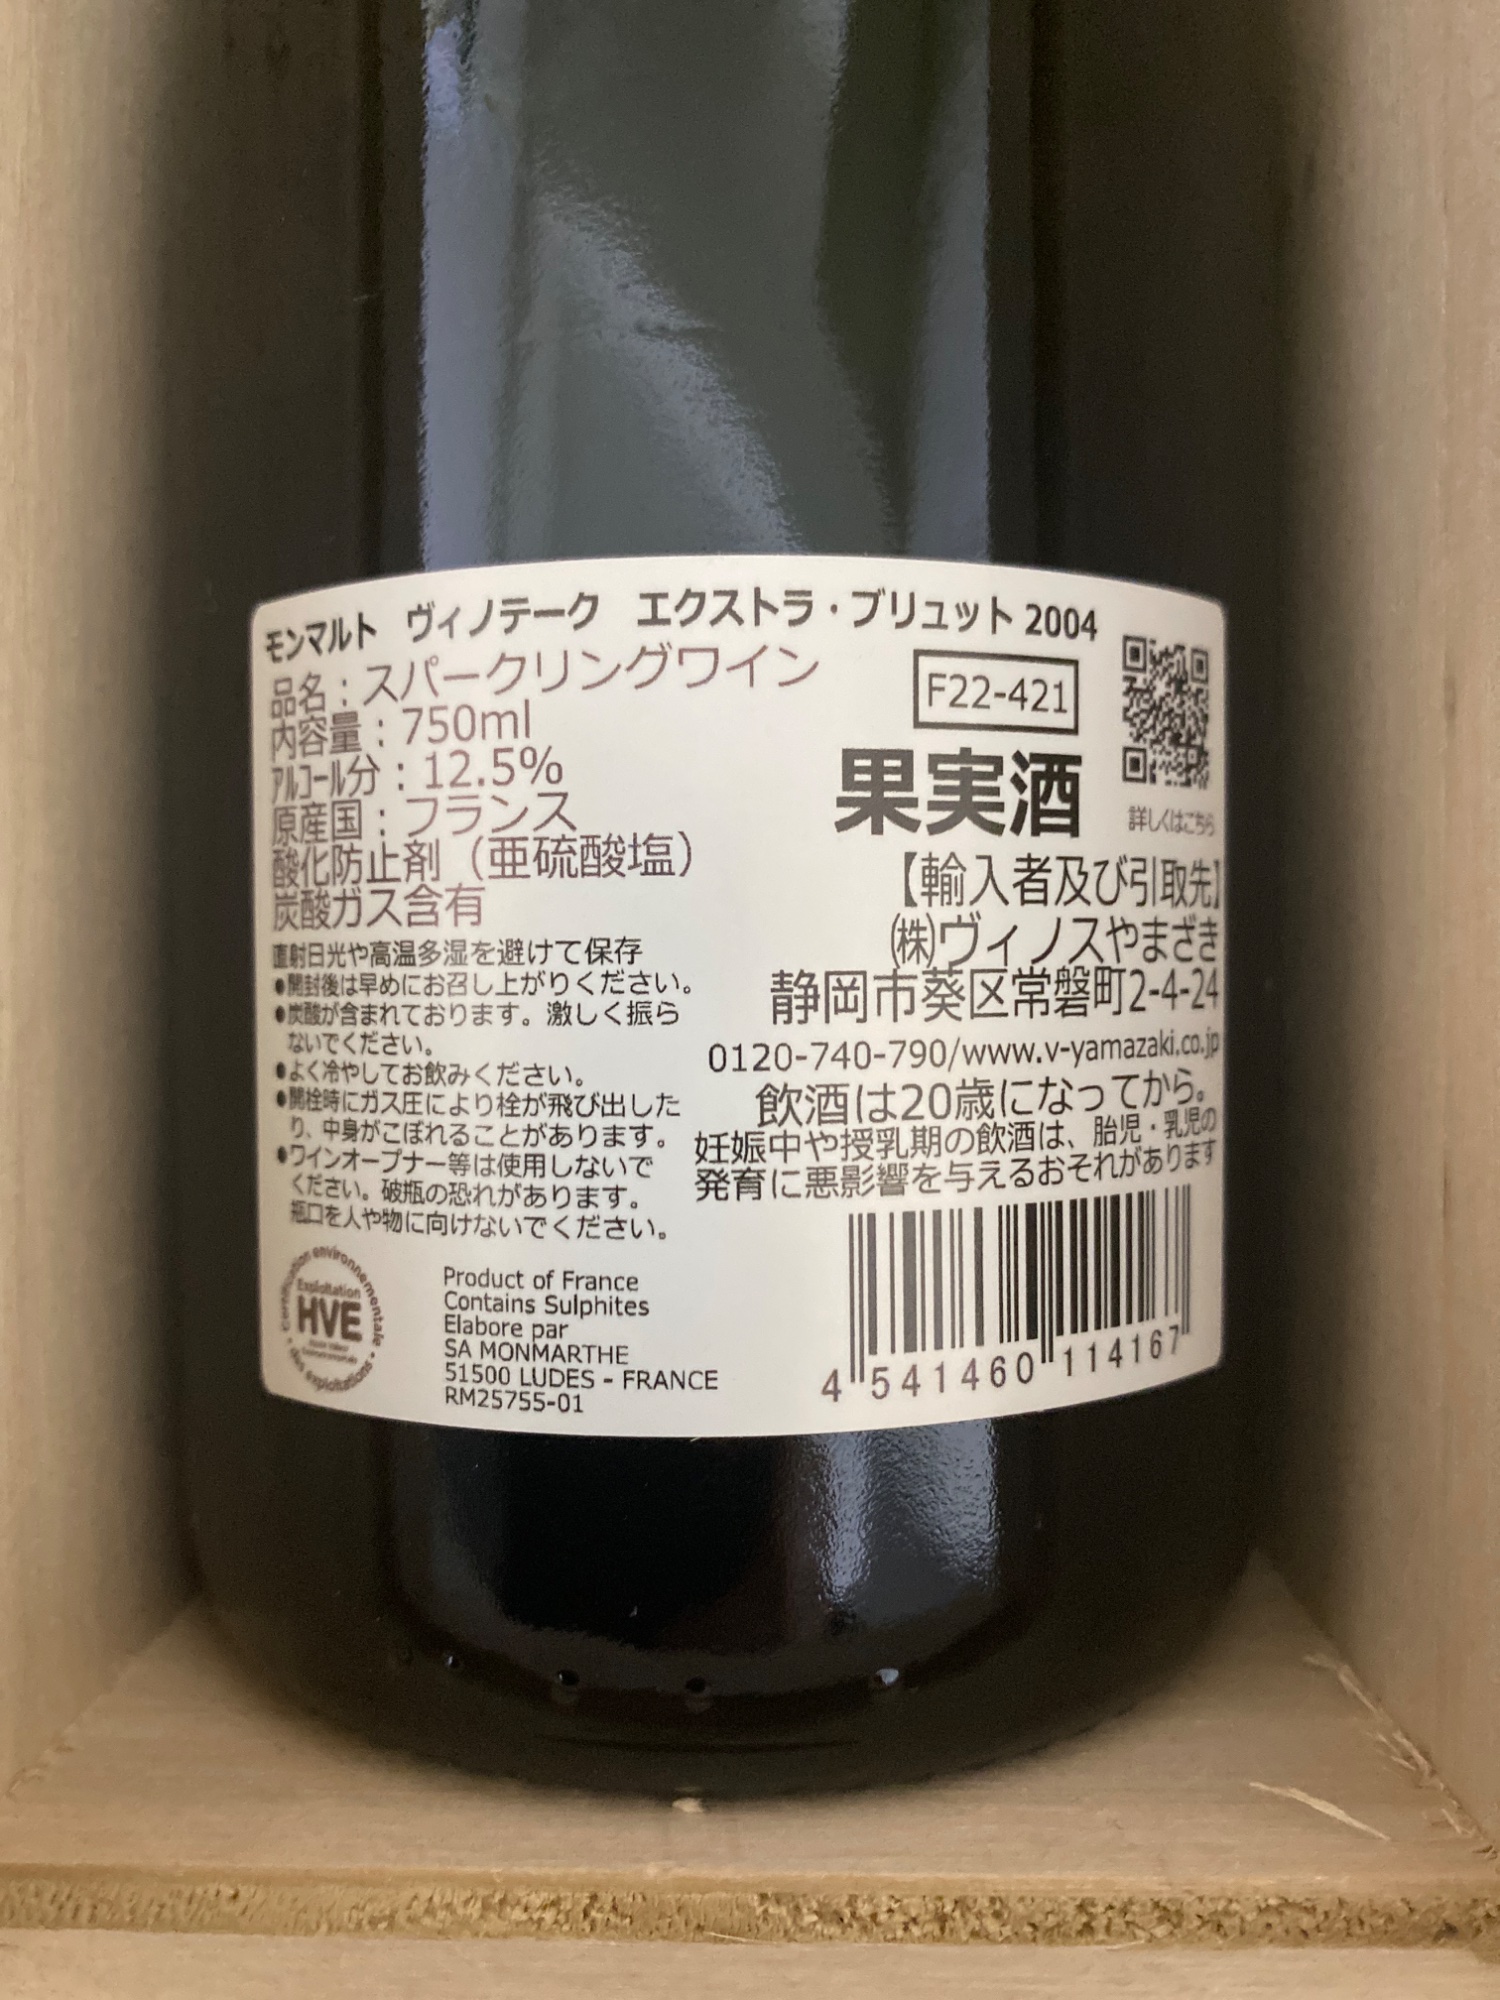 モンマルト ヴィノテーク エクストラ・ブリュット 2004
品名：スパークリングワイン
内容量：750ml
アルコール分：12.5%
原産国：フランス
酸化防止剤（亜硫酸塩）
炭酸ガス含有
直射日光や高温多湿を避けて保存
●開封後は早めにお召し上がりください。
●炭酸が含まれております。激しく振ら
ないでください。
●よく冷やしてお飲みください。
●開栓時にガス圧により栓が飛び出した
り、中身がこぼれることがあります。
●ワインオープナー等は使用しないで
ください。破瓶の恐れがあります。
瓶口を人や物に向けないでください。
F22-421
果実酒
詳しくはこちら
【輸入者及び引取先】
㈱ヴィノスやまざき
静岡市葵区常磐町2-4-24
0120-740-790/www.v-yamazaki.co.jp
飲酒は20歳になってから。
妊娠中や授乳期の飲酒は、胎児・乳児の
発育に悪影響を与えるおそれがあります
Certification environnementale
des exploitations
Exploitation
HVE
Product of France
Contains Sulphites
Elabore par
SA MONMARTHE
51500 LUDES - FRANCE
RM25755-01
4 541460 114167